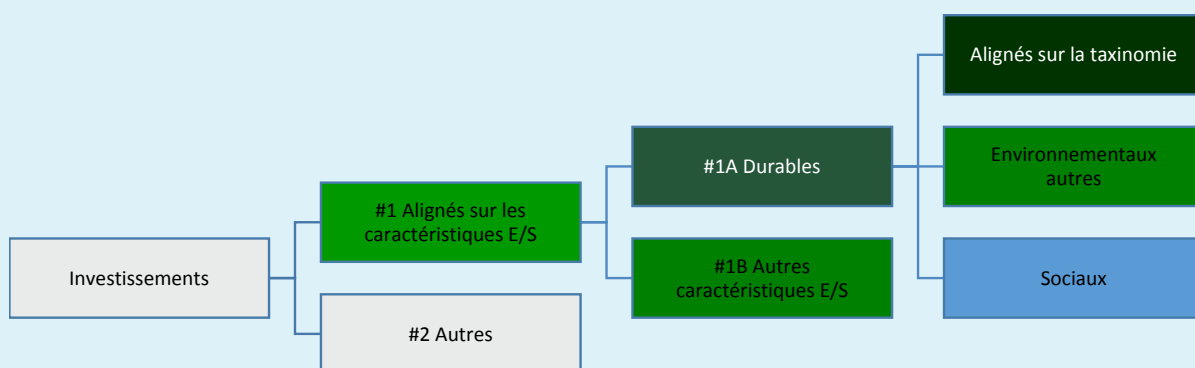 Alignés sur la taxinomie
#1A Durables
Environnementaux
autres
#1 Alignés sur les
caractéristiques E/S
Investissements
#1B Autres
caractéristiques E/S
Sociaux
#2 Autres